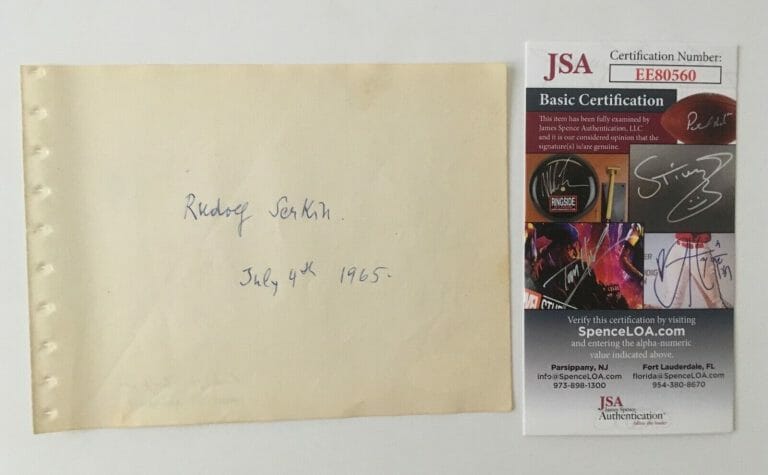 Rudolf Serkin.
July 4th 1965.
JSA
Certification Number:
EE80560
Basic Certification
This item has been fully examined by
James Spence Authentication, LLC
and it is our considered opinion that the
signature(s) is/are genuine.
RINGSIDE
Verify this certification by visiting
SpenceLOA.com
and entering the alpha-numeric
value indicated above.
Parsippany, NJ
info@SpenceLOA.com
973-898-1300
Fort Lauderdale, FL
florida@SpenceLOA.com
954-380-8670
JSA
James Spence
Authentication